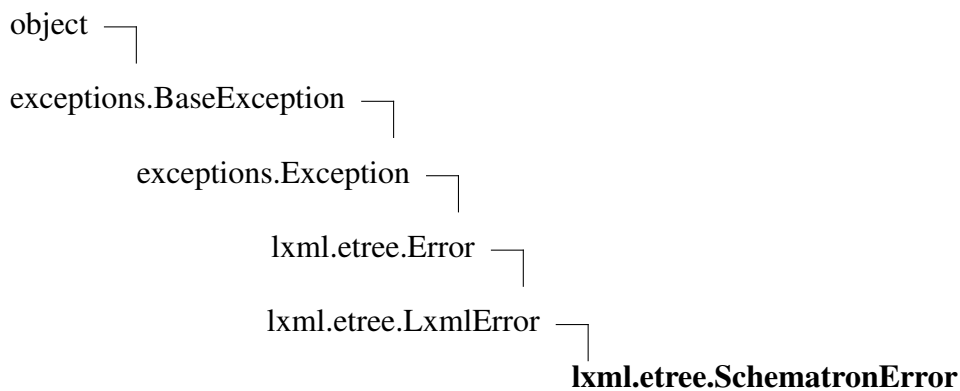 object
exceptions.BaseException
exceptions.Exception
lxml.etree.Error
lxml.etree.LxmlError
lxml.etree.SchematronError